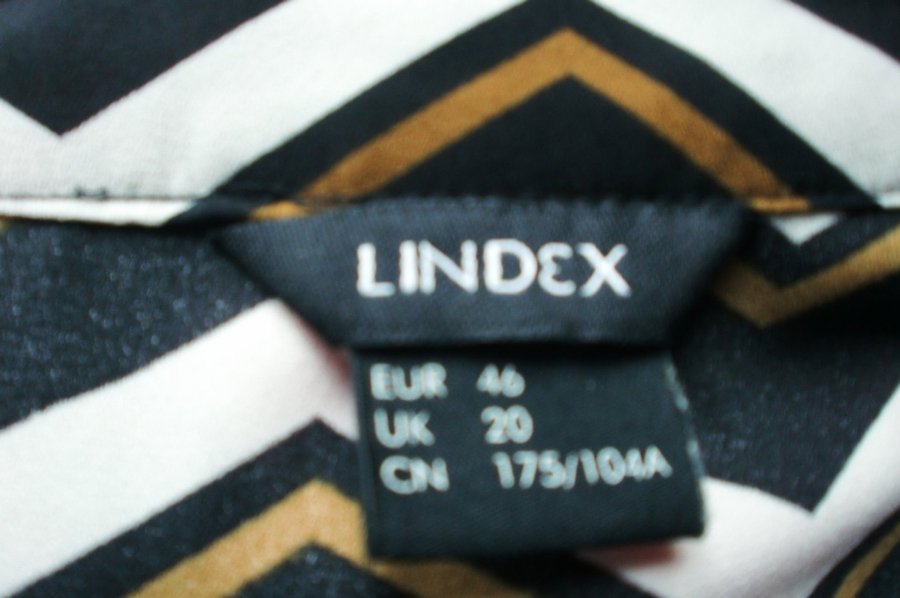 LINDEX
EUR 46
UK 20
CN 175/104A